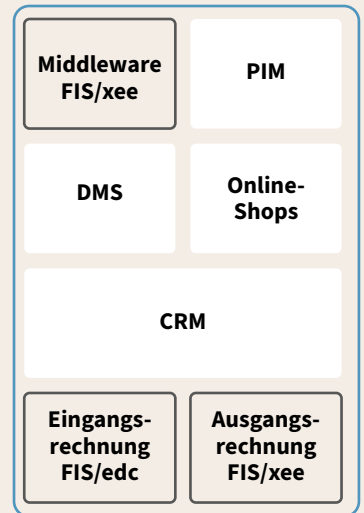 Middleware
FIS/xee
PIM
DMS
Online-
Shops
CRM
Eingangs-
rechnung
FIS/edc
Ausgangs-
rechnung
FIS/xee